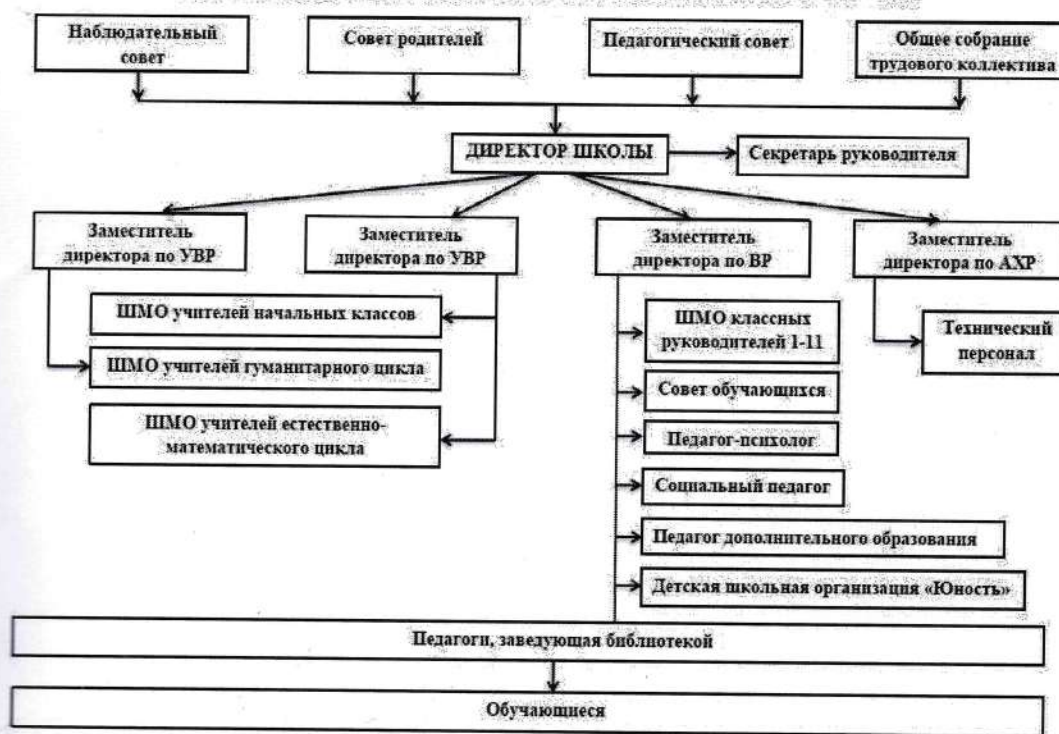 Наблюдательный
совет
Совет родителей
Педагогический совет
Общее собрание
трудового коллектива
ДИРЕКТОР ШКОЛЫ
Секретарь руководителя
Заместитель
директора по УВР
Заместитель
директора по УВР
Заместитель
директора по ВР
Заместитель
директора по АХР
ШМО учителей начальных классов
ШМО учителей гуманитарного цикла
ШМО учителей естественно-
математического цикла
ШМО классных
руководителей 1-11
Совет обучающихся
Педагог-психолог
Социальный педагог
Педагог дополнительного образования
Детская школьная организация «Юность»
Технический
персонал
Педагоги, заведующая библиотекой
Обучающиеся